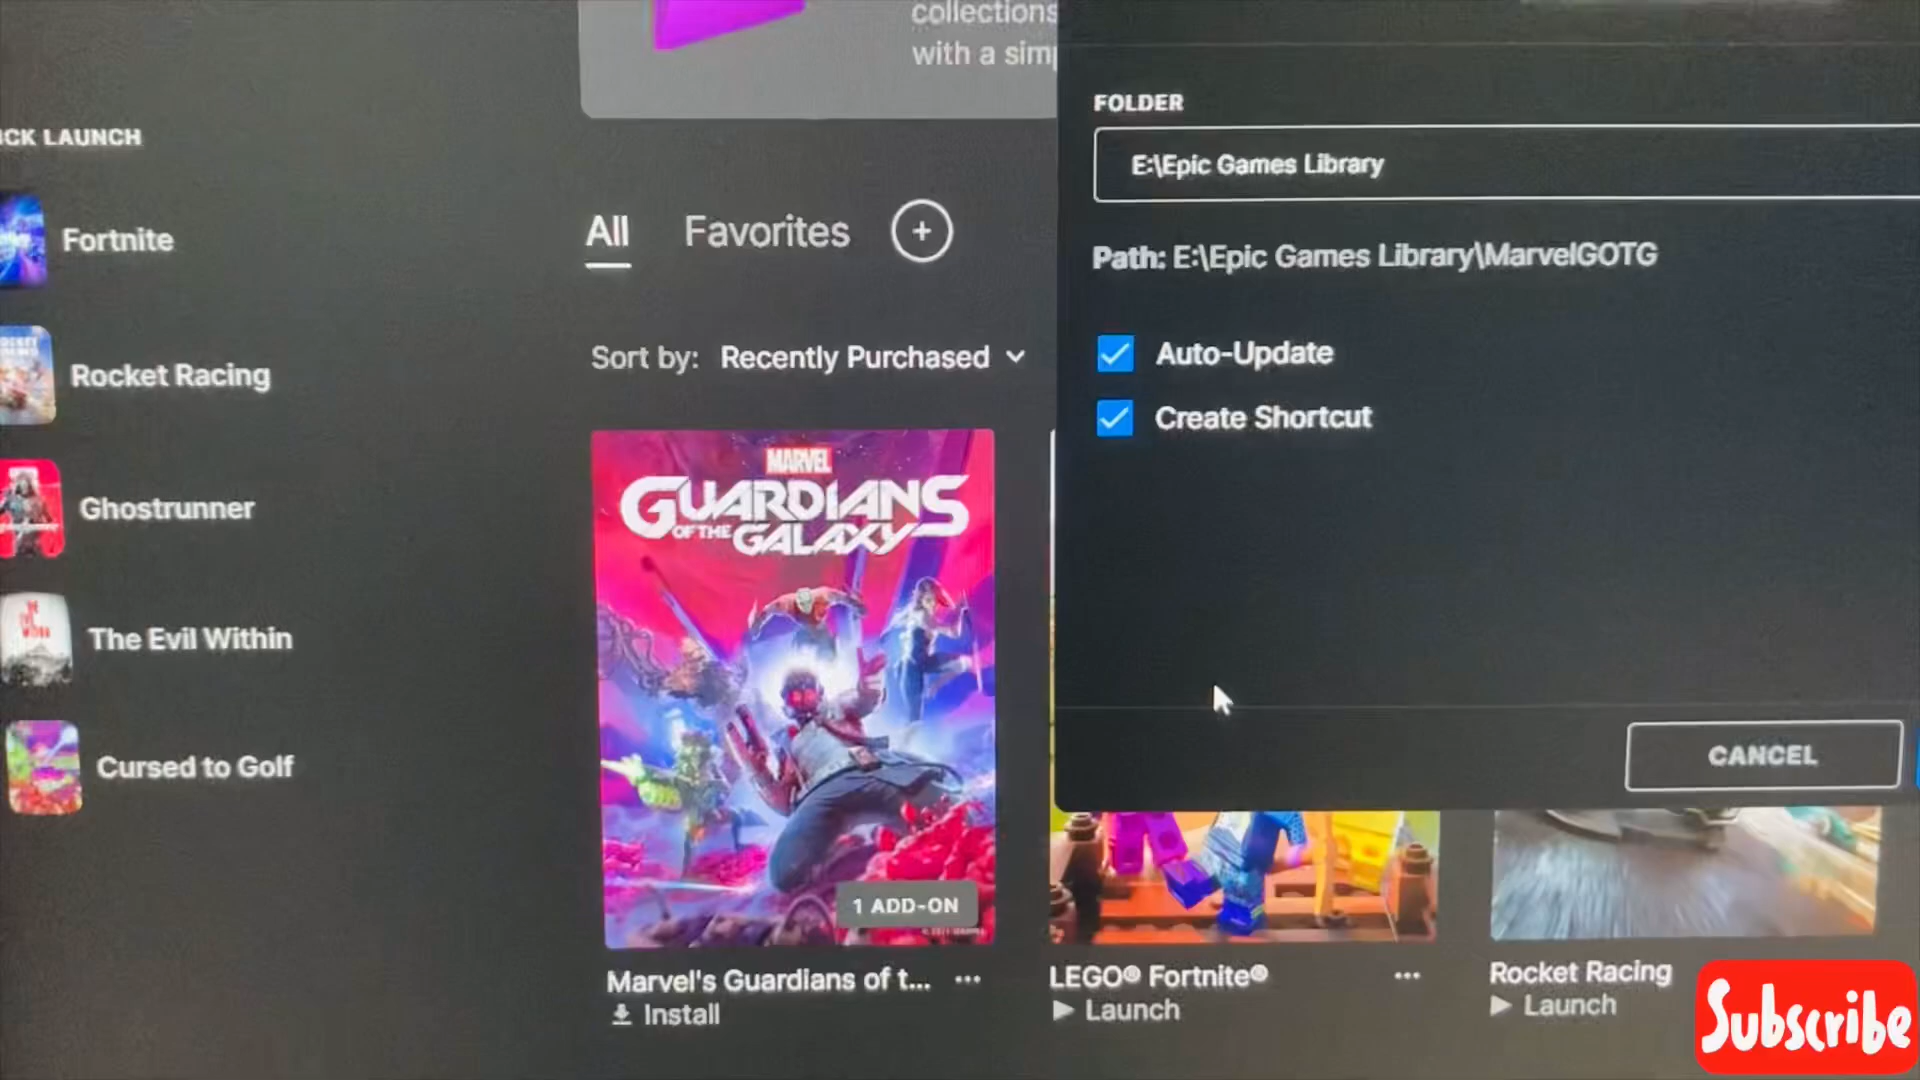 collections
with a simp
CK LAUNCH
Fortnite
Rocket Racing
Ghostrunner
The Evil Within
Cursed to Golf
All
Favorites
+
Sort by: Recently Purchased
MARVEL
GUARDIANS
OF THE
GALAXY
1 ADD-ON
Marvel's Guardians of t... ...
Install
LEGO® Fortnite® ...
Launch
Rocket Racing
Launch
FOLDER
E:\Epic Games Library
Path: E:\Epic Games Library\MarvelGOTG
Auto-Update
Create Shortcut
CANCEL
Subscribe